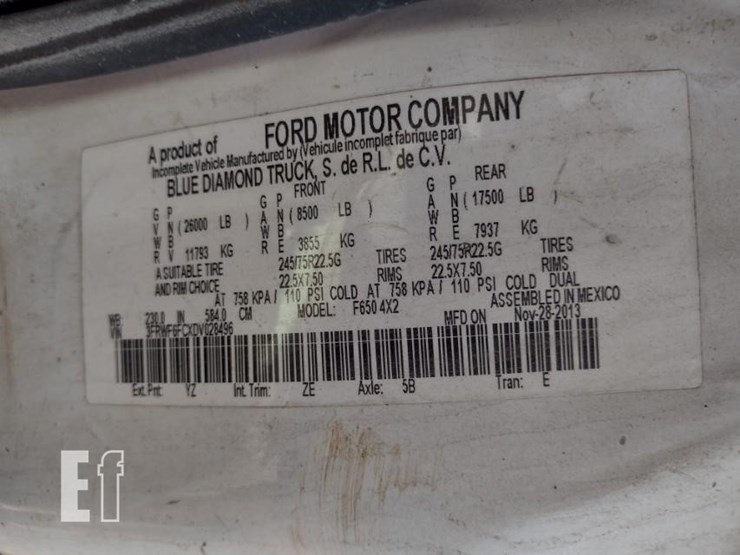 A product of FORD MOTOR COMPANY
Incomplete Vehicle Manufactured by (Vehicule incomplet fabrique par)
BLUE DIAMOND TRUCK, S. de R.L. de C.V.
FRONT REAR
G P G P G P
V N ( 26000 LB ) A N ( 8500 LB ) A N ( 17500 LB )
W B W B W B
R V 11793 KG R E 3855 KG R E 7937 KG
A SUITABLE TIRE 245/75R22.5G TIRES 245/75R22.5G TIRES
AND RIM CHOICE 22.5X7.50 RIMS 22.5X7.50 RIMS
AT 758 KPA / 110 PSI COLD AT 758 KPA / 110 PSI COLD DUAL
ASSEMBLED IN MEXICO
WB: 230.0 IN 584.0 CM MODEL: F650 4X2 MFD ON Nov-28-2013
VIN 3FRWF6FCXDV028496
Ext. Pnt: YZ Int. Trim: ZE Axle: 5B Tran: E
Ef